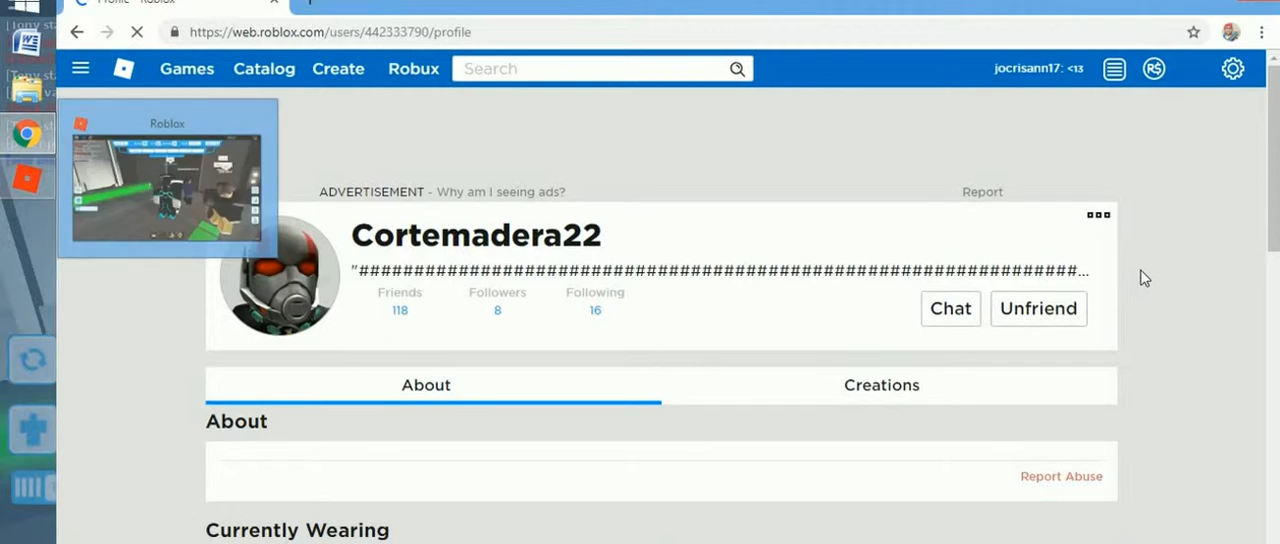 Profile - Roblox
https://web.roblox.com/users/442333790/profile
Games Catalog Create Robux Search jocrisann17: <13
Roblox
ADVERTISEMENT - Why am I seeing ads? Report
Cortemadera22
"#################################################################...
Friends Followers Following
118 8 16
Chat Unfriend
About Creations
About
Report Abuse
Currently Wearing